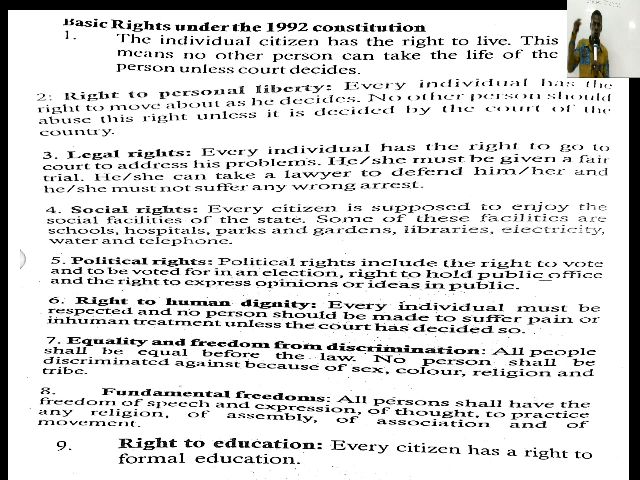 Basic Rights under the 1992 constitution
1. The individual citizen has the right to live. This
means no other person can take the life of the
person unless court decides.
2: Right to personal liberty: Every individual has the
right to move about as he decides. No other person should
abuse this right unless it is decided by the court of the
country.
3. Legal rights: Every individual has the right to go to
court to address his problems. He/she must be given a fair
trial. He/she can take a lawyer to defend him/her and
he/she must not suffer any wrong arrest.
4. Social rights: Every citizen is supposed to enjoy the
social facilities of the state. Some of these facilities are
schools, hospitals, parks and gardens, libraries, electricity,
water and telephone.
5. Political rights: Political rights include the right to vote
and to be voted for in an election, right to hold public office
and the right to express opinions or ideas in public.
6. Right to human dignity: Every individual must be
respected and no person should be made to suffer pain or
inhuman treatment unless the court has decided so.
7. Equality and freedom from discrimination: All people
shall be equal before the law. No person shall be
discriminated against because of sex, colour, religion and
tribe.
8. Fundamental freedoms: All persons shall have the
freedom of speech and expression, of thought, to practice
any religion, of assembly, of association and of
movement.
9. Right to education: Every citizen has a right to
formal education.